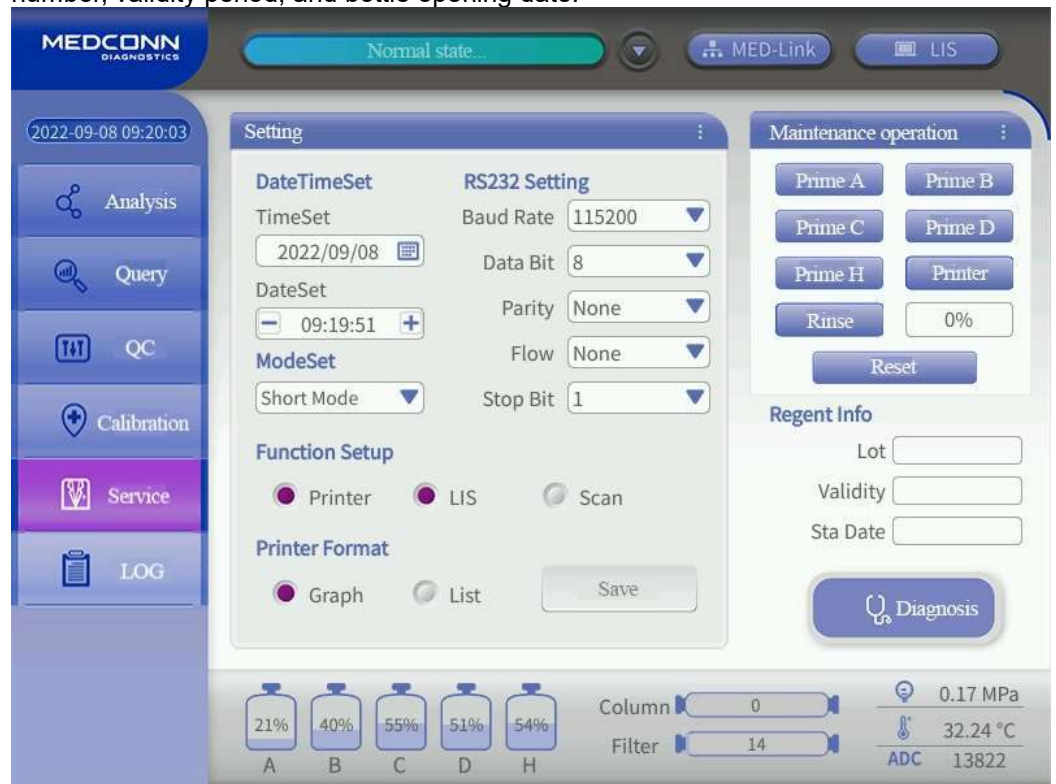 number, validity period, and bottle opening date.
MEDCONN
DIAGNOSTICS
Normal state...
MED-Link
LIS
2022-09-08 09:20:03
Analysis
Query
QC
Calibration
Service
LOG
Setting
DateTimeSet
TimeSet
2022/09/08
DateSet
09:19:51
ModeSet
Short Mode
RS232 Setting
Baud Rate 115200
Data Bit 8
Parity None
Flow None
Stop Bit 1
Function Setup
Printer LIS Scan
Printer Format
Graph List Save
Maintenance operation
Prime A Prime B
Prime C Prime D
Prime H Printer
Rinse 0%
Reset
Regent Info
Lot
Validity
Sta Date
Diagnosis
21% 40% 55% 51% 54%
A B C D H
Column 0
Filter 14
0.17 MPa
32.24 °C
ADC 13822